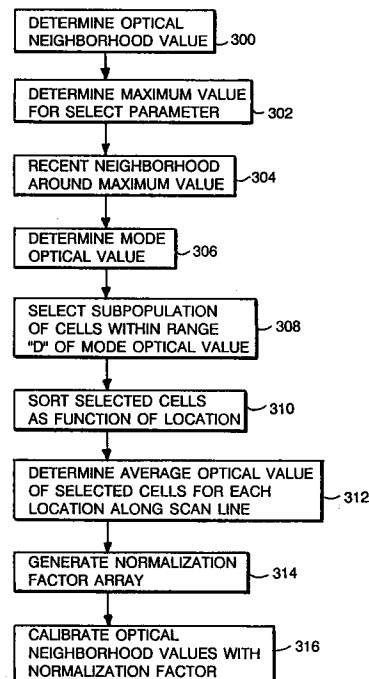 DETERMINE OPTICAL
NEIGHBORHOOD VALUE
300
DETERMINE MAXIMUM VALUE
FOR SELECT PARAMETER
302
RECENT NEIGHBORHOOD
AROUND MAXIMUM VALUE
304
DETERMINE MODE
OPTICAL VALUE
306
SELECT SUBPOPULATION
OF CELLS WITHIN RANGE
"D" OF MODE OPTICAL VALUE
308
SORT SELECTED CELLS
AS FUNCTION OF LOCATION
310
DETERMINE AVERAGE OPTICAL VALUE
OF SELECTED CELLS FOR EACH
LOCATION ALONG SCAN LINE
312
GENERATE NORMALIZATION
FACTOR ARRAY
314
CALIBRATE OPTICAL
NEIGHBORHOOD VALUES WITH
NORMALIZATION FACTOR
316